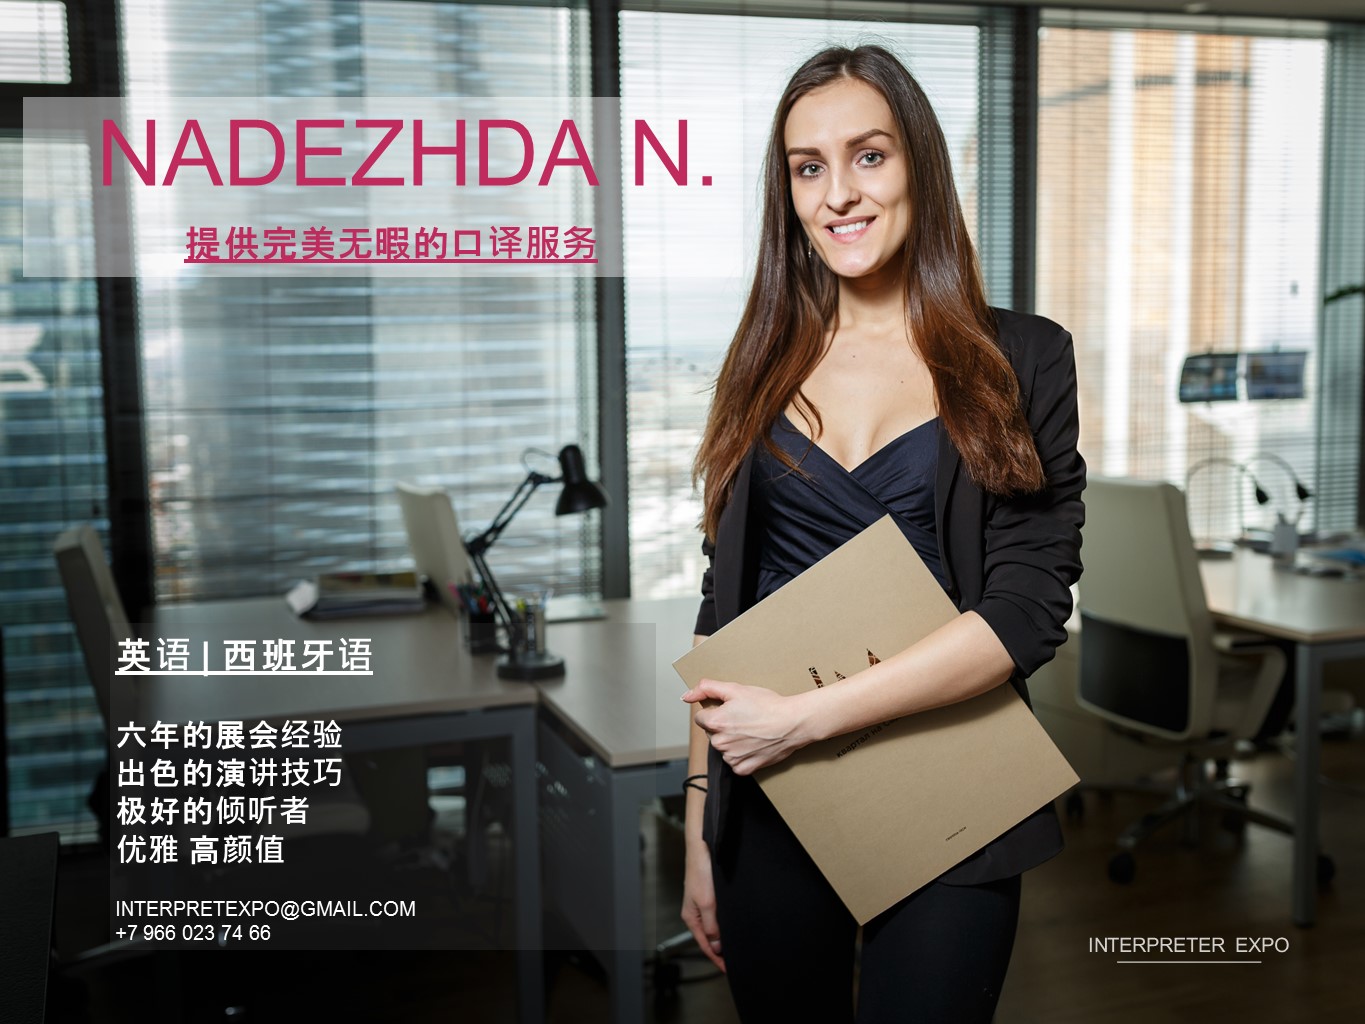 NADEZHDA N.
提供完美无暇的口译服务
英语 | 西班牙语
六年的展会经验
出色的演讲技巧
极好的倾听者
优雅 高颜值
INTERPRETEXPO@GMAIL.COM
+7 966 023 74 66
INTERPRETER EXPO